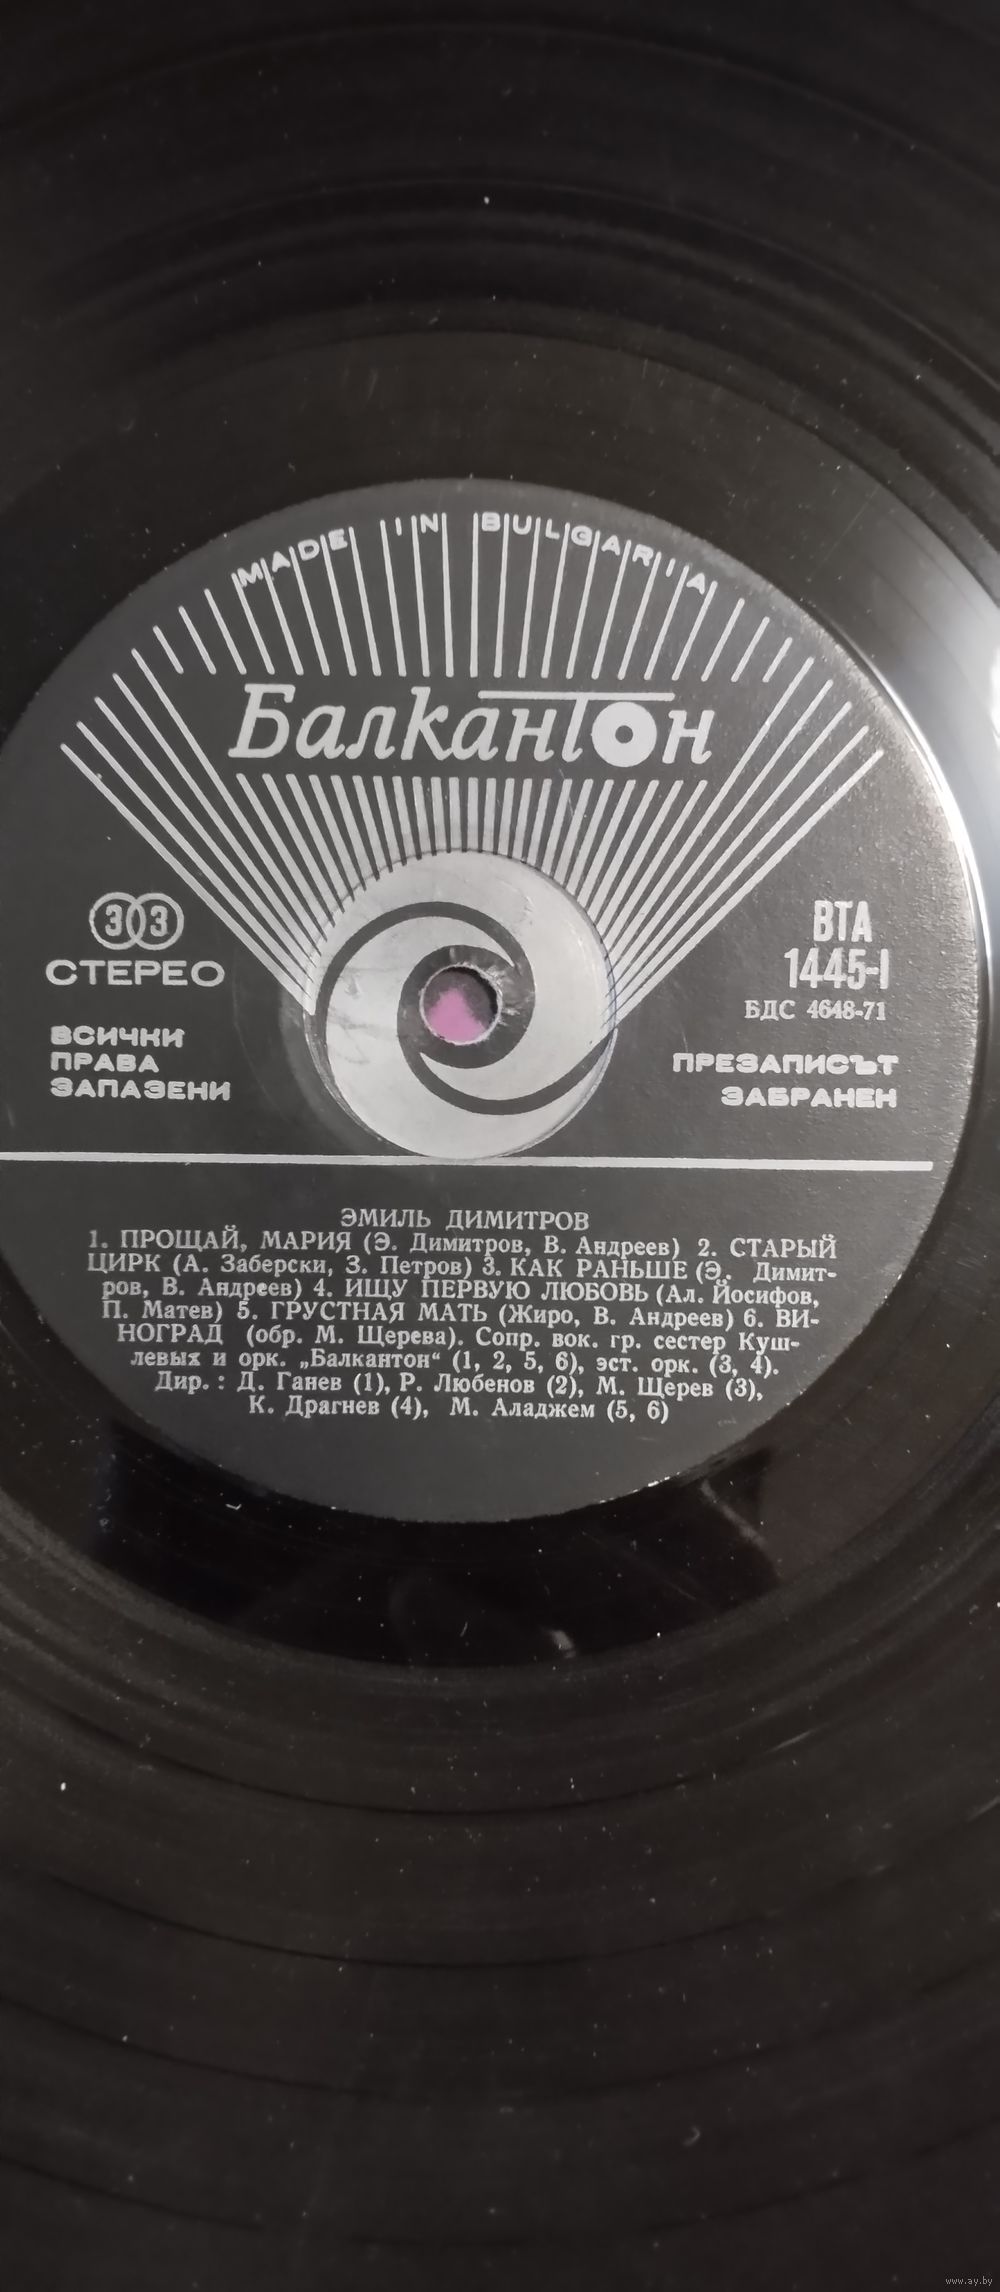 MADE IN BULGARIA
Балкантон
33
СТЕРЕО
ВСИЧКИ
ПРАВА
ЗАПАЗЕНИ
ВТА
1445-I
БДС 4648-71
ПРЕЗАПИСЪТ
ЗАБРАНЕН
ЭМИЛЬ ДИМИТРОВ
1. ПРОЩАЙ, МАРИЯ (Э. Димитров, В. Андреев) 2. СТАРЫЙ
ЦИРК (А. Заберски, З. Петров) 3. КАК РАНЬШЕ (Э. Димит-
ров, В. Андреев) 4. ИЩУ ПЕРВУЮ ЛЮБОВЬ (Ал. Йосифов,
П. Матев) 5. ГРУСТНАЯ МАТЬ (Жиро, В. Андреев) 6. ВИ-
НОГРАД (обр. М. Щерева). Сопр. вок. гр. сестер Куш-
левых и орк. „Балкантон“ (1, 2, 5, 6), эст. орк. (3, 4).
Дир. : Д. Ганев (1), Р. Любенов (2), М. Щерев (3),
К. Драгнев (4), М. Аладжем (5, 6)
www.ay.by